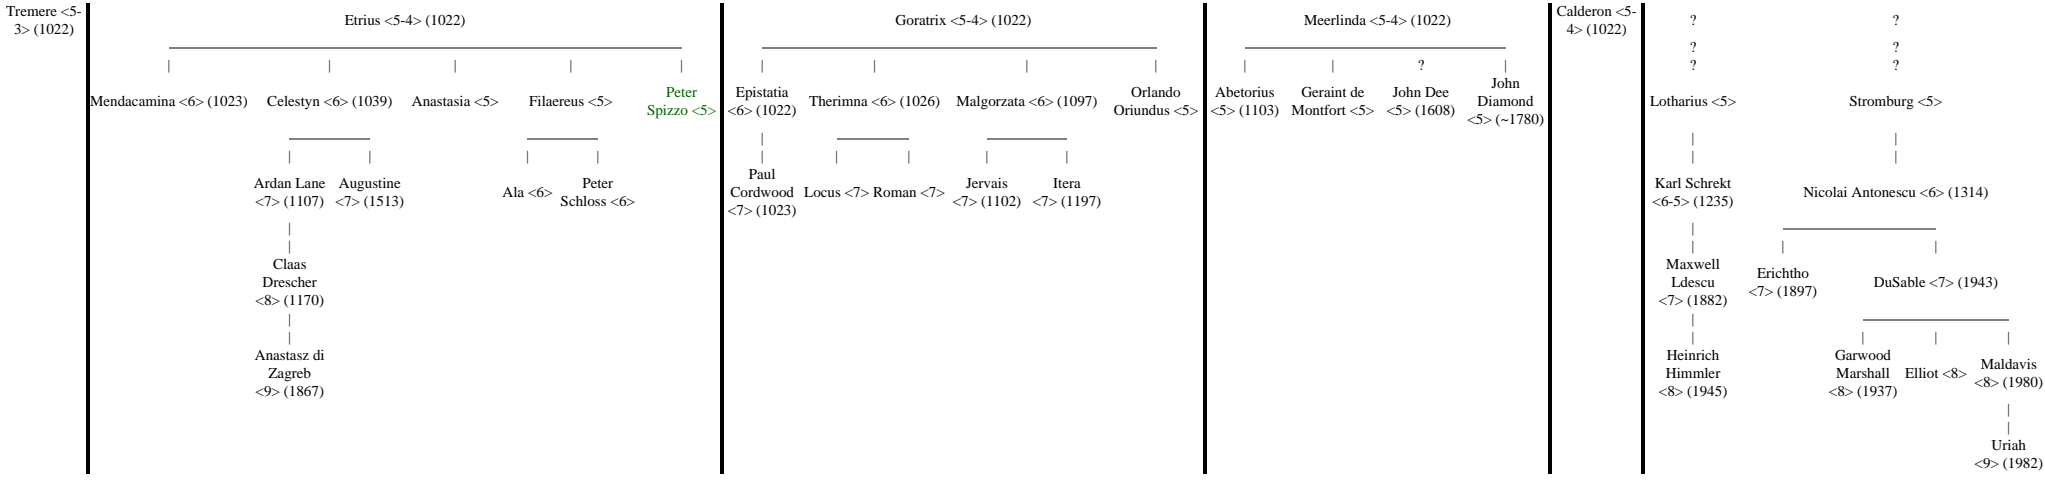 Tremere <5-
3> (1022)
Etrius <5-4> (1022)
Goratrix <5-4> (1022)
Meerlinda <5-4> (1022)
Calderon <5-
4> (1022)
?
?
?
?
|
|
|
|
|
|
|
|
|
|
|
?
|
?
?
Mendacamina <6> (1023)
Celestyn <6> (1039)
Anastasia <5>
Filaereus <5>
Peter
Spizzo <5>
Epistatia
<6> (1022)
Therimna <6> (1026)
Malgorzata <6> (1097)
Orlando
Oriundus <5>
Abetorius
<5> (1103)
Geraint de
Montfort <5>
John Dee
<5> (1608)
John
Diamond
<5> (~1780)
Lotharius <5>
Stromburg <5>
|
|
|
|
|
|
|
|
|
|
|
|
|
|
Ardan Lane
<7> (1107)
Augustine
<7> (1513)
Ala <6>
Peter
Schloss <6>
Paul
Cordwood
<7> (1023)
Locus <7>
Roman <7>
Jervais
<7> (1102)
Itera
<7> (1197)
Karl Schrekt
<6-5> (1235)
Nicolai Antonescu <6> (1314)
|
|
|
|
|
|
Claas
Drescher
<8> (1170)
Maxwell
Ldescu
<7> (1882)
Erichtho
<7> (1897)
DuSable <7> (1943)
|
|
|
|
|
|
|
Anastasz di
Zagreb
<9> (1867)
Heinrich
Himmler
<8> (1945)
Garwood
Marshall
<8> (1937)
Elliot <8>
Maldavis
<8> (1980)
|
|
Uriah
<9> (1982)